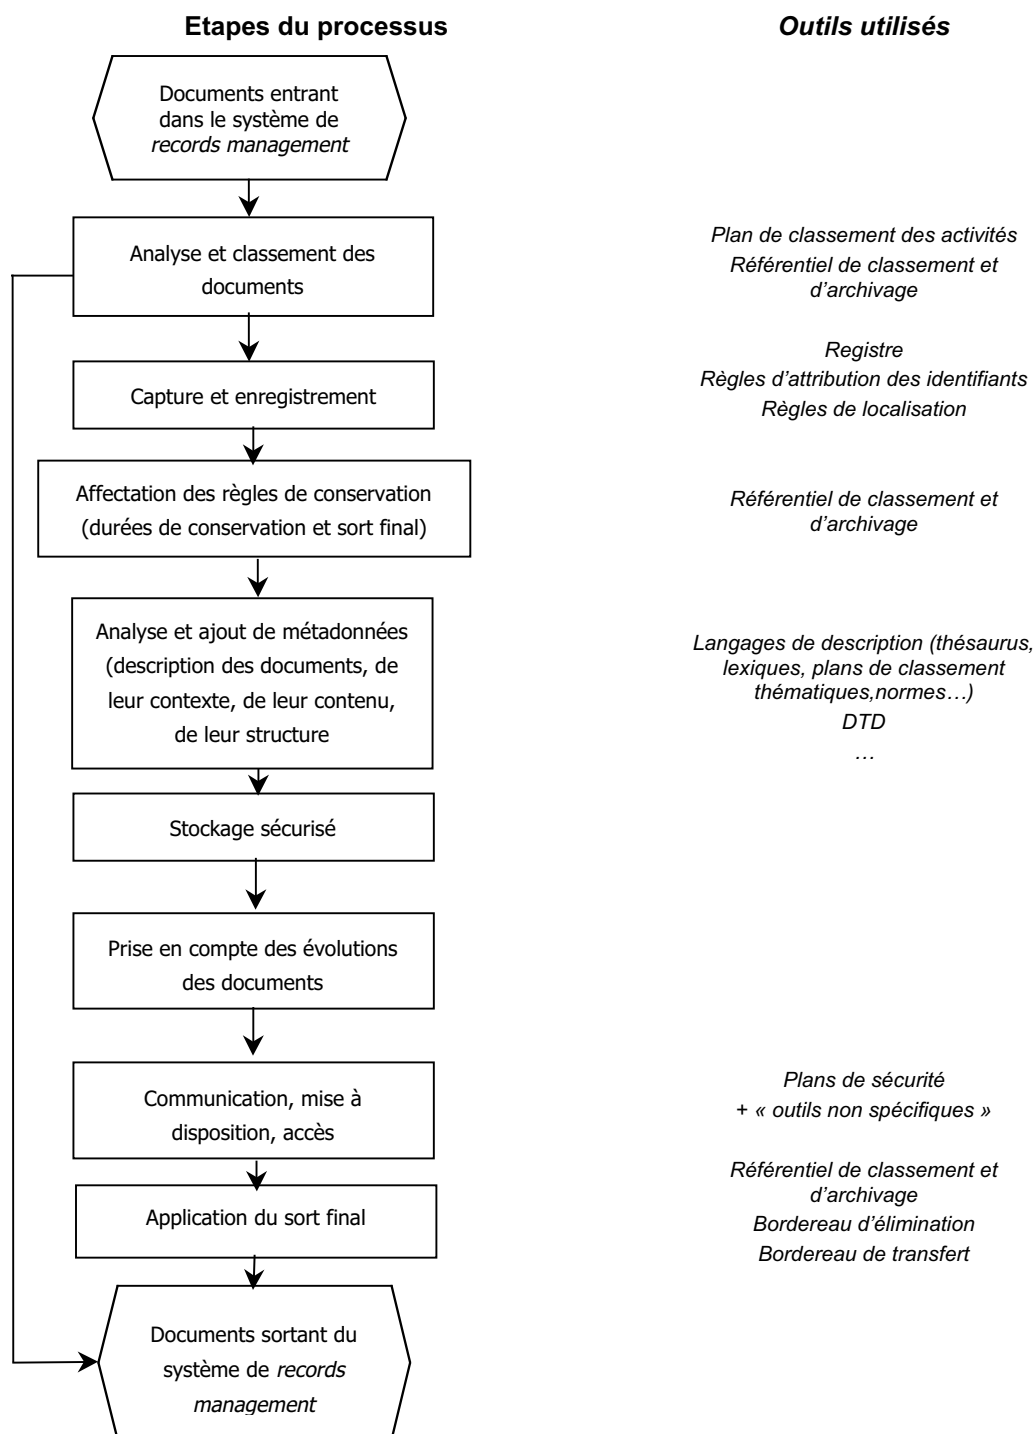 Etapes du processus
Outils utilisés
Documents entrant
dans le système de
records management
Analyse et classement des
documents
Plan de classement des activités
Référentiel de classement et
d'archivage
Capture et enregistrement
Registre
Règles d'attribution des identifiants
Règles de localisation
Affectation des règles de conservation
(durées de conservation et sort final)
Référentiel de classement et
d'archivage
Analyse et ajout de métadonnées
(description des documents, de
leur contexte, de leur contenu,
de leur structure
Langages de description (thésaurus,
lexiques, plans de classement
thématiques,normes…)
DTD
…
Stockage sécurisé
Prise en compte des évolutions
des documents
Communication, mise à
disposition, accès
Plans de sécurité
+ « outils non spécifiques »
Application du sort final
Référentiel de classement et
d'archivage
Bordereau d'élimination
Bordereau de transfert
Documents sortant du
système de records
management